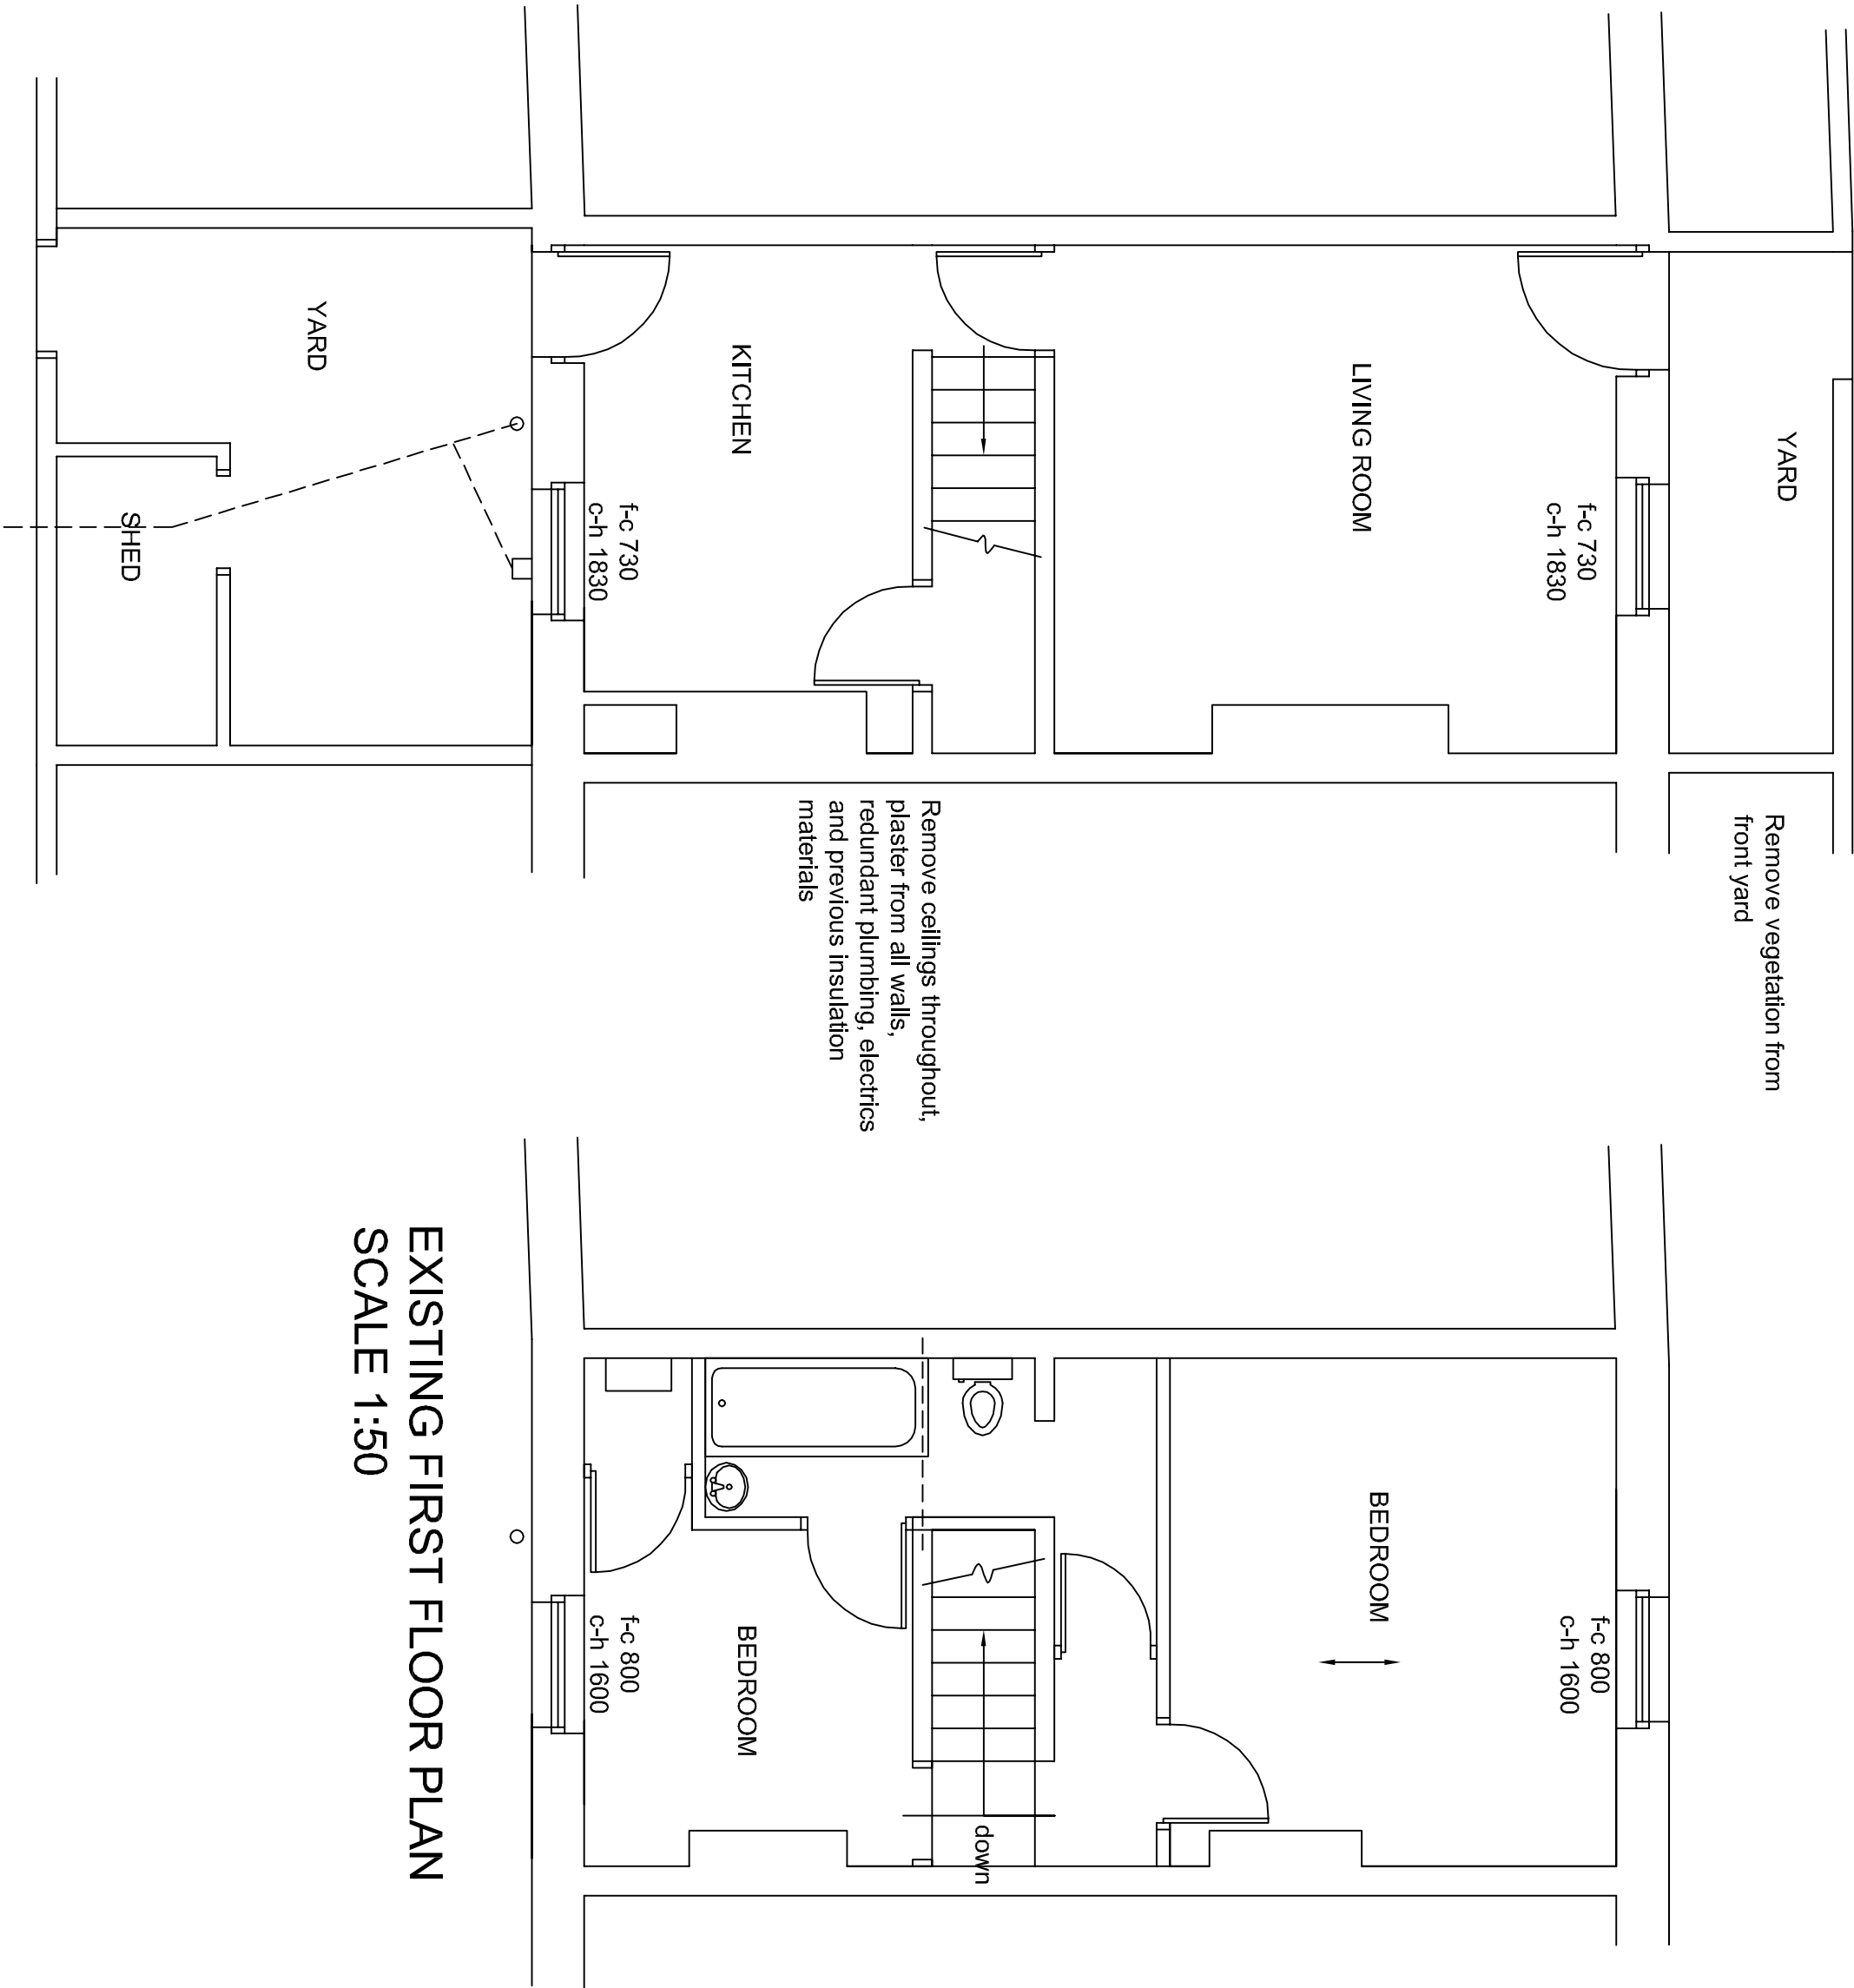 YARD
Remove vegetation from
front yard
f-c 730
c-h 1830
LIVING ROOM
Remove ceilings throughout,
plaster from all walls,
redundant plumbing, electrics
and previous insulation
materials
KITCHEN
f-c 730
c-h 1830
YARD
SHED
f-c 800
c-h 1600
BEDROOM
down
BEDROOM
f-c 800
c-h 1600
EXISTING FIRST FLOOR PLAN
SCALE 1:50